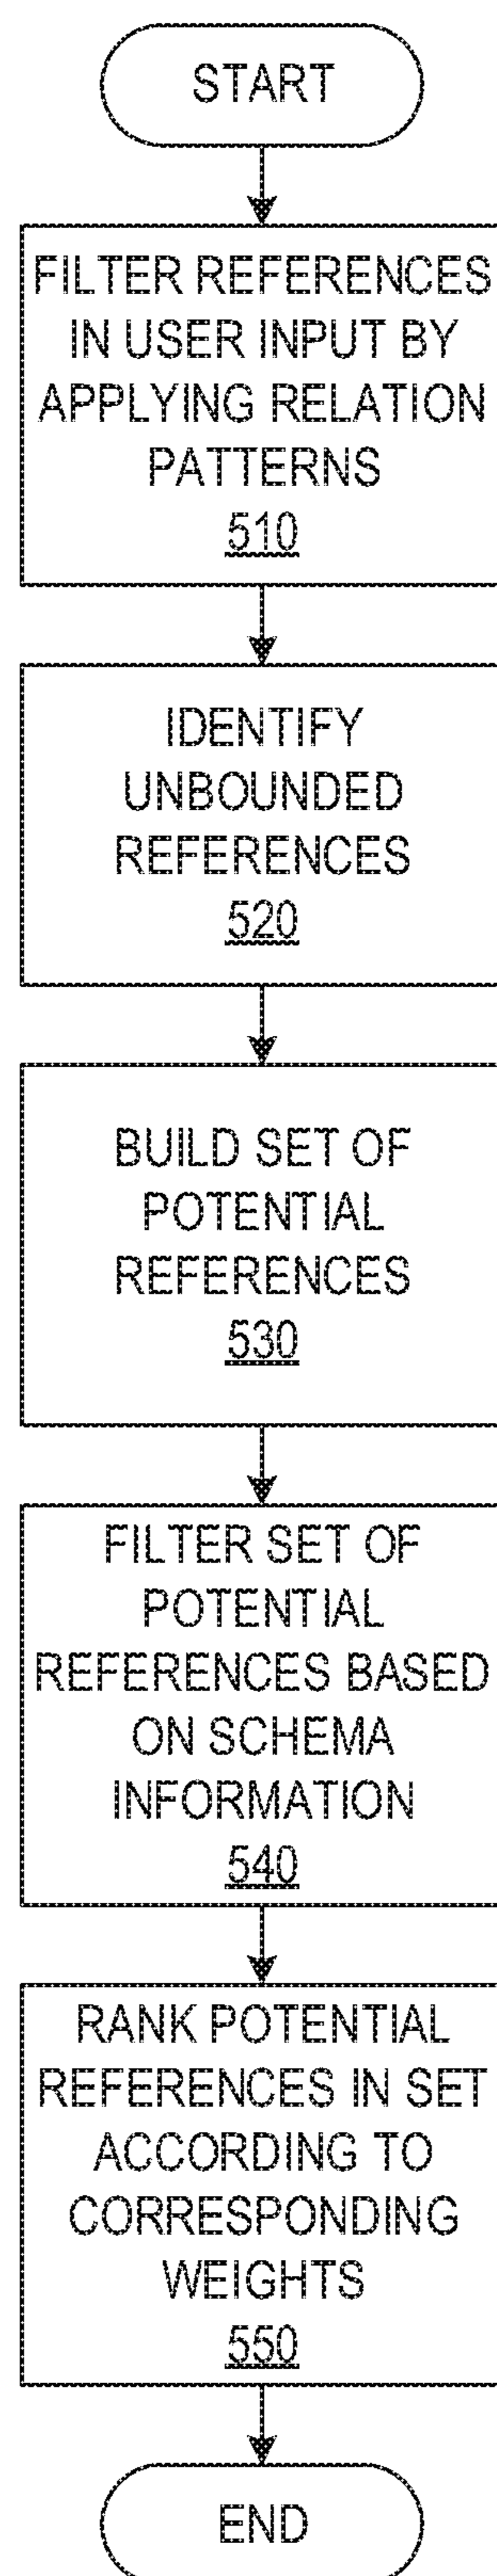 START
FILTER REFERENCES
IN USER INPUT BY
APPLYING RELATION
PATTERNS
510
IDENTIFY
UNBOUNDED
REFERENCES
520
BUILD SET OF
POTENTIAL
REFERENCES
530
FILTER SET OF
POTENTIAL
REFERENCES BASED
ON SCHEMA
INFORMATION
540
RANK POTENTIAL
REFERENCES IN SET
ACCORDING TO
CORRESPONDING
WEIGHTS
550
END